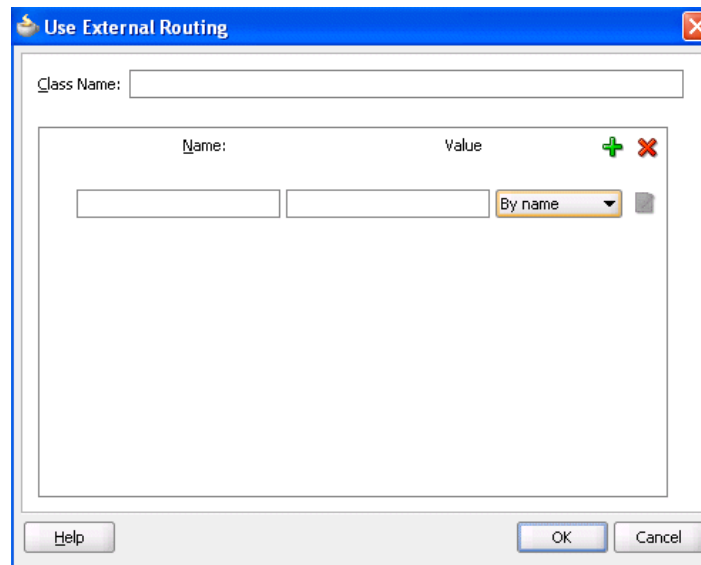 Use External Routing
Class Name:
Name: Value
By name
Help OK Cancel